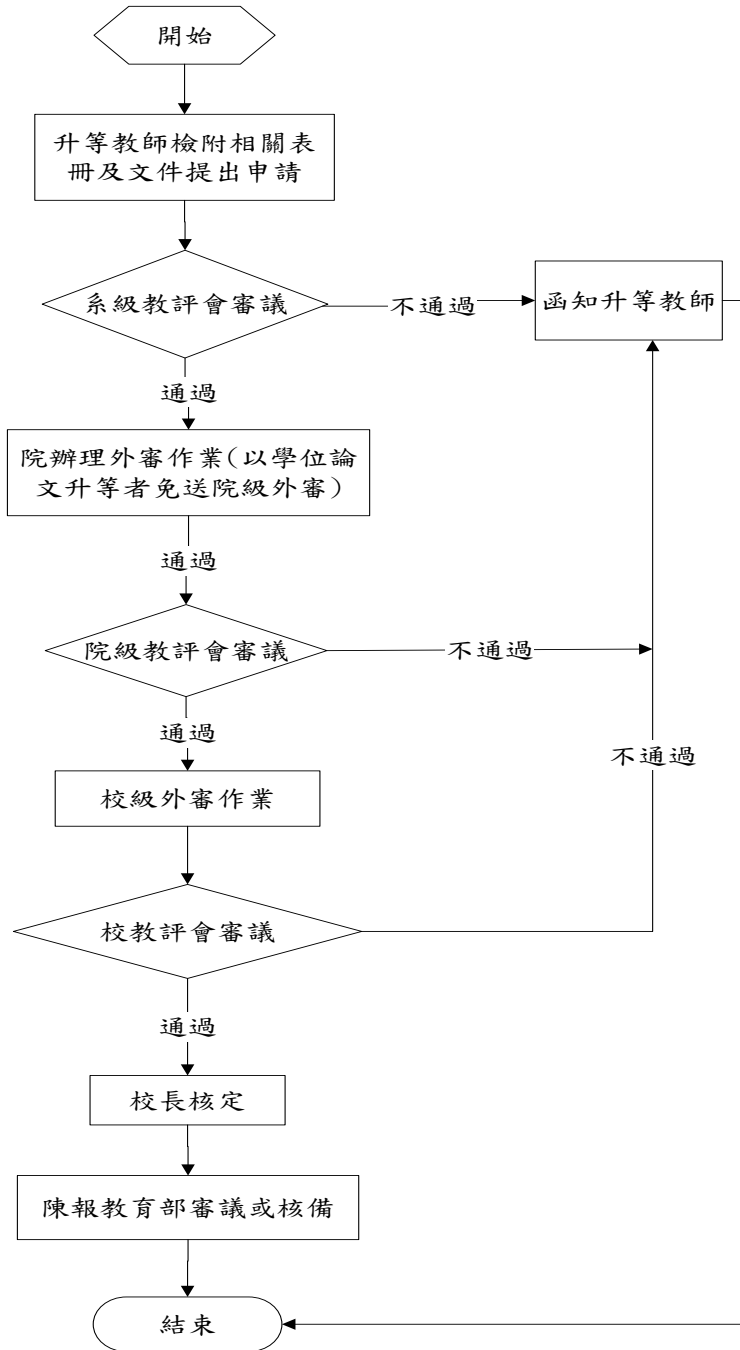 開始
升等教師檢附相關表
冊及文件提出申請
系級教評會審議
不通過
函知升等教師
通過
院辦理外審作業（以學位論
文升等者免送院級外審）
通過
院級教評會審議
不通過
通過
不通過
校級外審作業
校教評會審議
通過
校長核定
陳報教育部審議或核備
結束